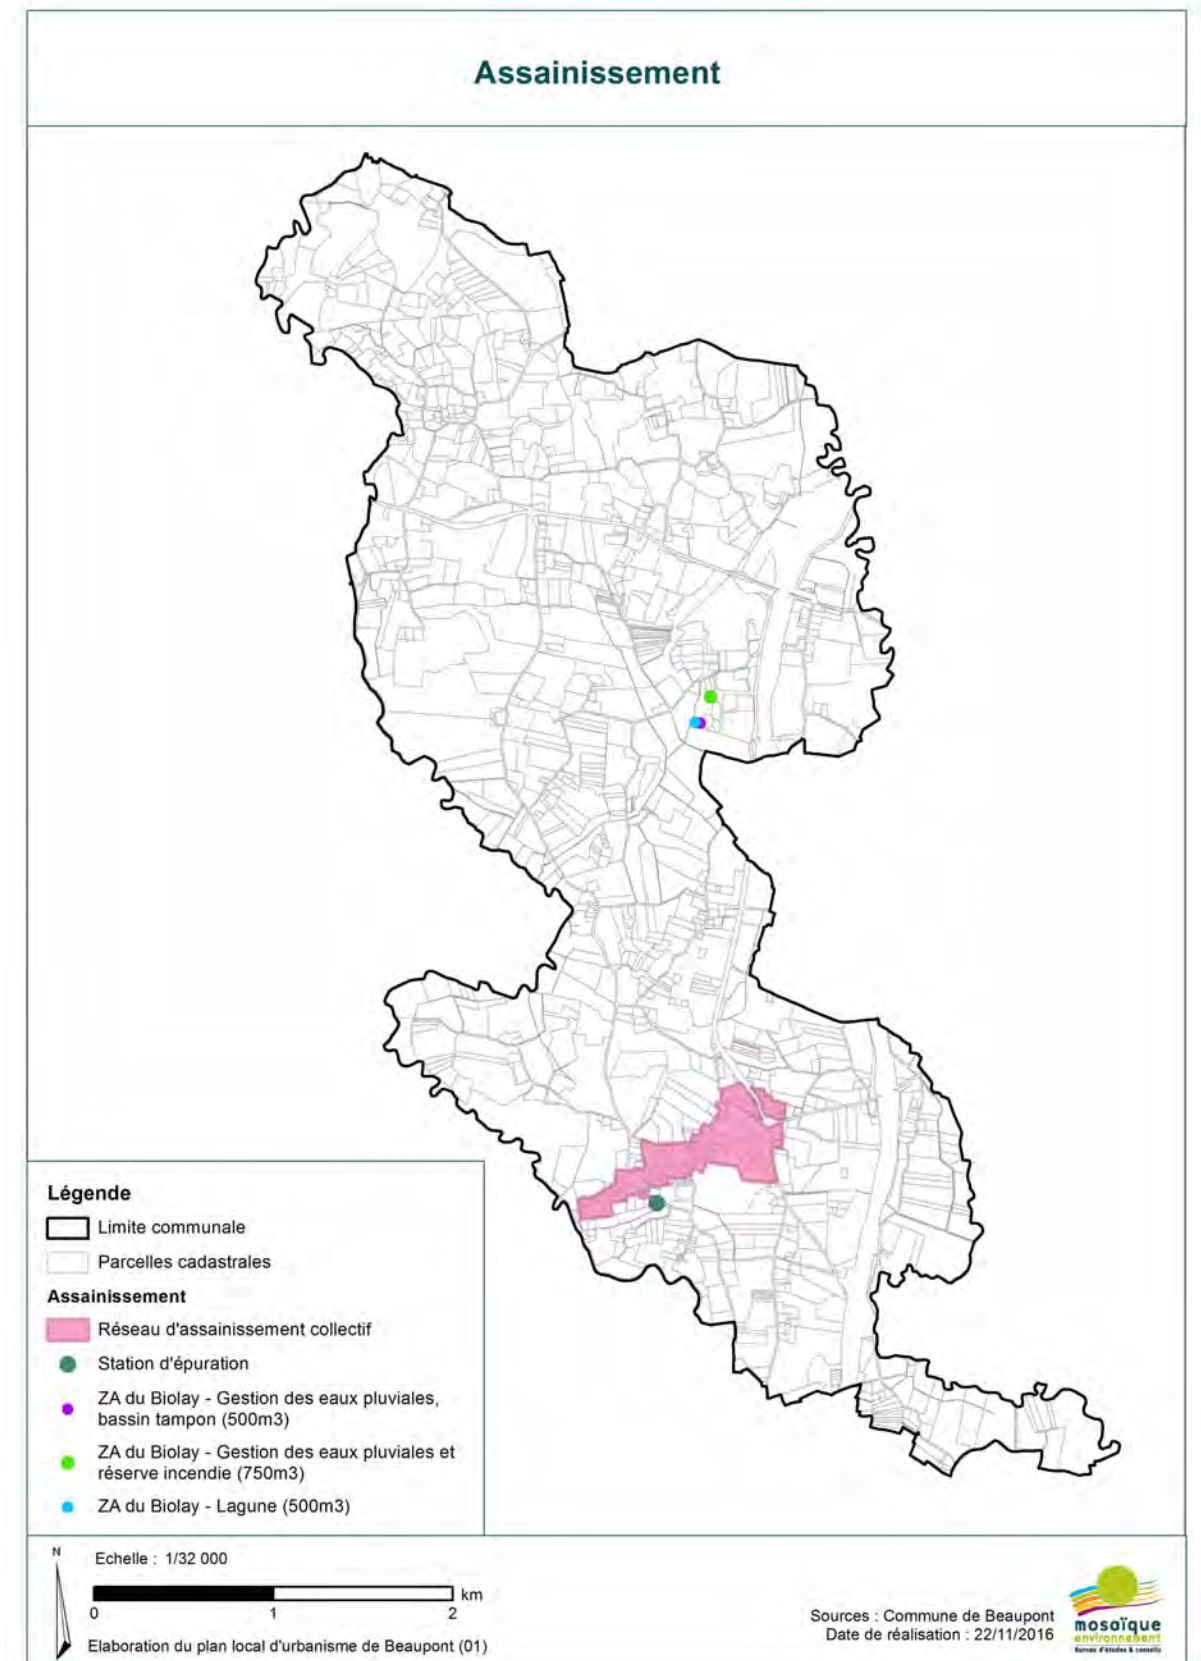 Assainissement
Légende
Limite communale
Parcelles cadastrales
Assainissement
Réseau d'assainissement collectif
Station d'épuration
ZA du Biolay - Gestion des eaux pluviales,
bassin tampon (500m3)
ZA du Biolay - Gestion des eaux pluviales et
réserve incendie (750m3)
ZA du Biolay - Lagune (500m3)
N
Echelle : 1/32 000
km
0 1 2
Elaboration du plan local d'urbanisme de Beaupont (01)
Sources : Commune de Beaupont
Date de réalisation : 22/11/2016
mosaïque
environnement
Bureau d'études & conseils